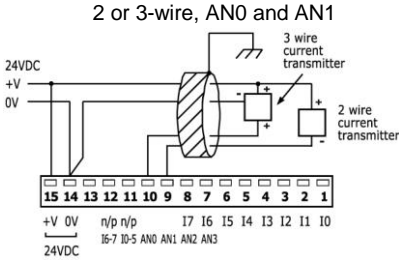 2 or 3-wire, AN0 and AN1
3 wire
current
transmitter
24VDC
+V
0V
-
+
+
+
-
2 wire
current
transmitter
15 14 13 12 11 10 9 8 7 6 5 4 3 2 1
+V 0V n/p n/p I7 I6 I5 I4 I3 I2 I1 I0
I6-7 I0-5 AN0 AN1 AN2 AN3
24VDC